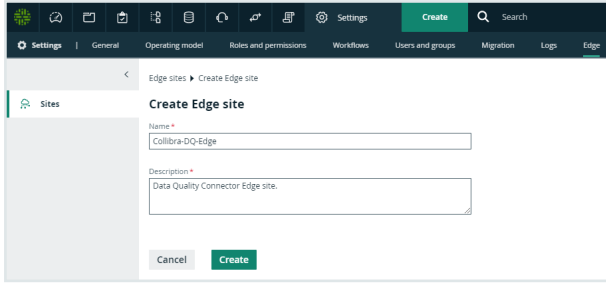 Settings Create Search
Settings | General Operating model Roles and permissions Workflows Users and groups Migration Logs Edge
Edge sites ▶ Create Edge site
Sites
Create Edge site
Name *
Collibra-DQ-Edge
Description *
Data Quality Connector Edge site.
Cancel Create